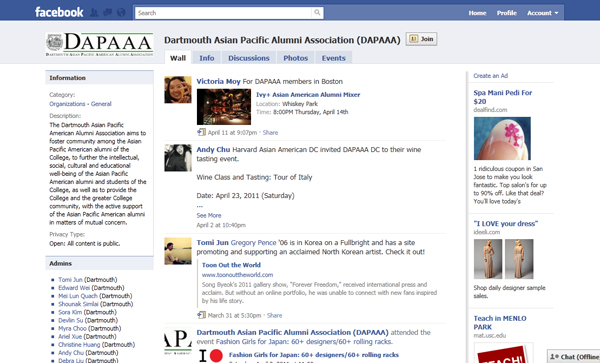 facebook
Search
Home Profile Account
DAPAAA
DARTMOUTH ASIAN PACIFIC AMERICAN ALUMNI ASSOCIATION
Dartmouth Asian Pacific Alumni Association (DAPAAA)
Join
Wall Info Discussions Photos Events
Information
Category:
Organizations - General
Description:
The Dartmouth Asian Pacific
American Alumni Association aims to
foster community among the
Asian Pacific American alumni of the
College, to further the intellectual,
social, cultural and educational
well-being of the Asian Pacific
American alumni and students of the
College, as well as to provide the
College and the greater College
community, with the active support
of the Asian Pacific American alumni
in matters of mutual concern.
Privacy Type:
Open: All content is public.
Admins
Tomi Jun (Dartmouth)
Edward Wei (Dartmouth)
Mei Lun Quach (Dartmouth)
Shounak Simlai (Dartmouth)
Sora Kim (Dartmouth)
Devlin Su (Dartmouth)
Myra Choo (Dartmouth)
Ariel Xue (Dartmouth)
Christine Huang
Andy Chu (Dartmouth)
Debra Liu (Dartmouth)
Victoria Moy For DAPAAA members in Boston
Ivy+ Asian American Alumni Mixer
Location: Whiskey Park
Time: 8:00PM Thursday, April 14th
April 11 at 9:07pm · Share
Andy Chu Harvard Asian American DC invited DAPAAA DC to their wine
tasting event.
Wine Class and Tasting: Tour of Italy
Date: April 23, 2011 (Saturday)
...
See More
April 2 at 10:40pm
Tomi Jun Gregory Pence '06 is in Korea on a Fullbright and has a site
promoting and supporting an acclaimed Korean artist. Check it out!
Toon Out the World
www.toonouttheworld.com
Song Byeok's 2011 gallery show, "Forever Freedom," received international press and
acclaim. But without an online portfolio, he was unable to connect with new fans inspired
by his life story.
March 31 at 5:30pm · Share
Dartmouth Asian Pacific Alumni Association (DAPAAA) attended the
event Fashion Girls for Japan: 60+ designers/60+ rolling racks.
Fashion Girls for Japan: 60+ designers/60+ rolling racks
Create an Ad
Spa Mani Pedi For
$20
dealfind.com
1 ridiculous coupon in San
Jose to make you look
fantastic. Top salon's for up
to 90% off. Like that deal?
You'll love today's
"I LOVE your dress"
ideeli.com
Shop daily designer sample
sales.
Teach in MENLO
PARK
mat.usc.edu
Chat (Offline